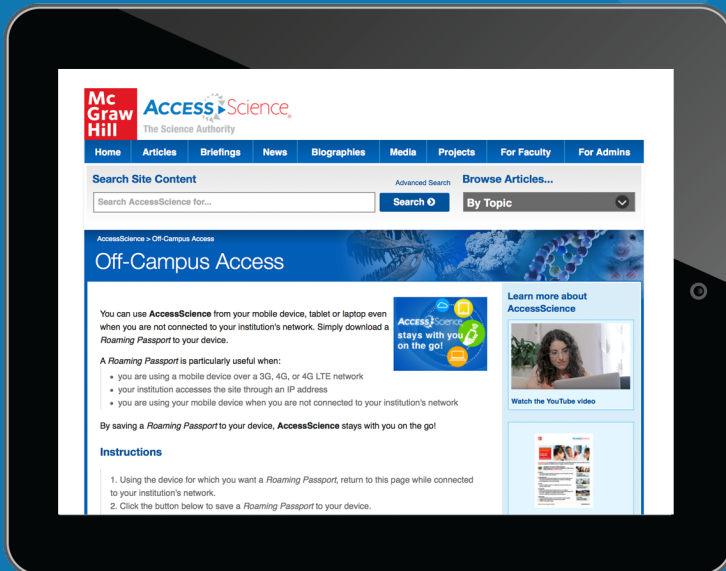 Mc
Graw
Hill
ACCESS Science®
The Science Authority
Home Articles Briefings News Biographies Media Projects For Faculty For Admins
Search Site Content
Advanced Search
Browse Articles...
Search AccessScience for...
Search
By Topic
AccessScience > Off-Campus Access
Off-Campus Access
You can use AccessScience from your mobile device, tablet or laptop even
when you are not connected to your institution's network. Simply download a
Roaming Passport to your device.
ACCESS Science
stays with you
on the go!
A Roaming Passport is particularly useful when:
• you are using a mobile device over a 3G, 4G, or 4G LTE network
• your institution accesses the site through an IP address
• you are using your mobile device when you are not connected to your institution's network
By saving a Roaming Passport to your device, AccessScience stays with you on the go!
Instructions
1. Using the device for which you want a Roaming Passport, return to this page while connected
to your institution's network.
2. Click the button below to save a Roaming Passport to your device.
Learn more about
AccessScience
Watch the YouTube video